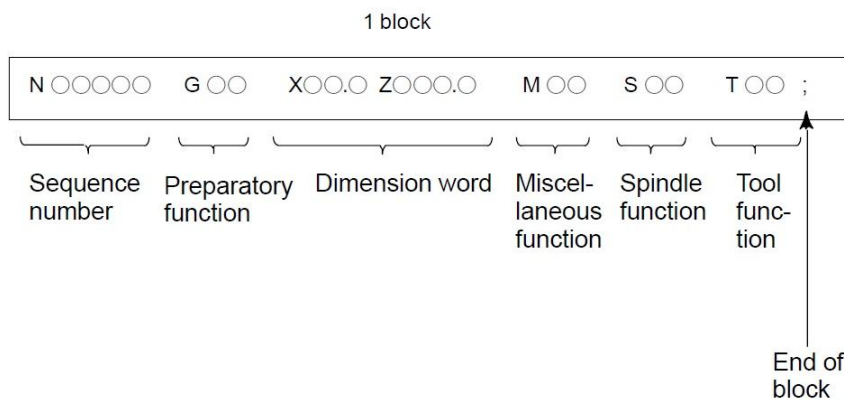 1 block
N ○○○○○ G ○○ X○○.○ Z○○○.○ M ○○ S ○○ T ○○ ;
Sequence number
Preparatory function
Dimension word
Miscel-
laneous
function
Spindle
function
Tool
func-
tion
End of
block